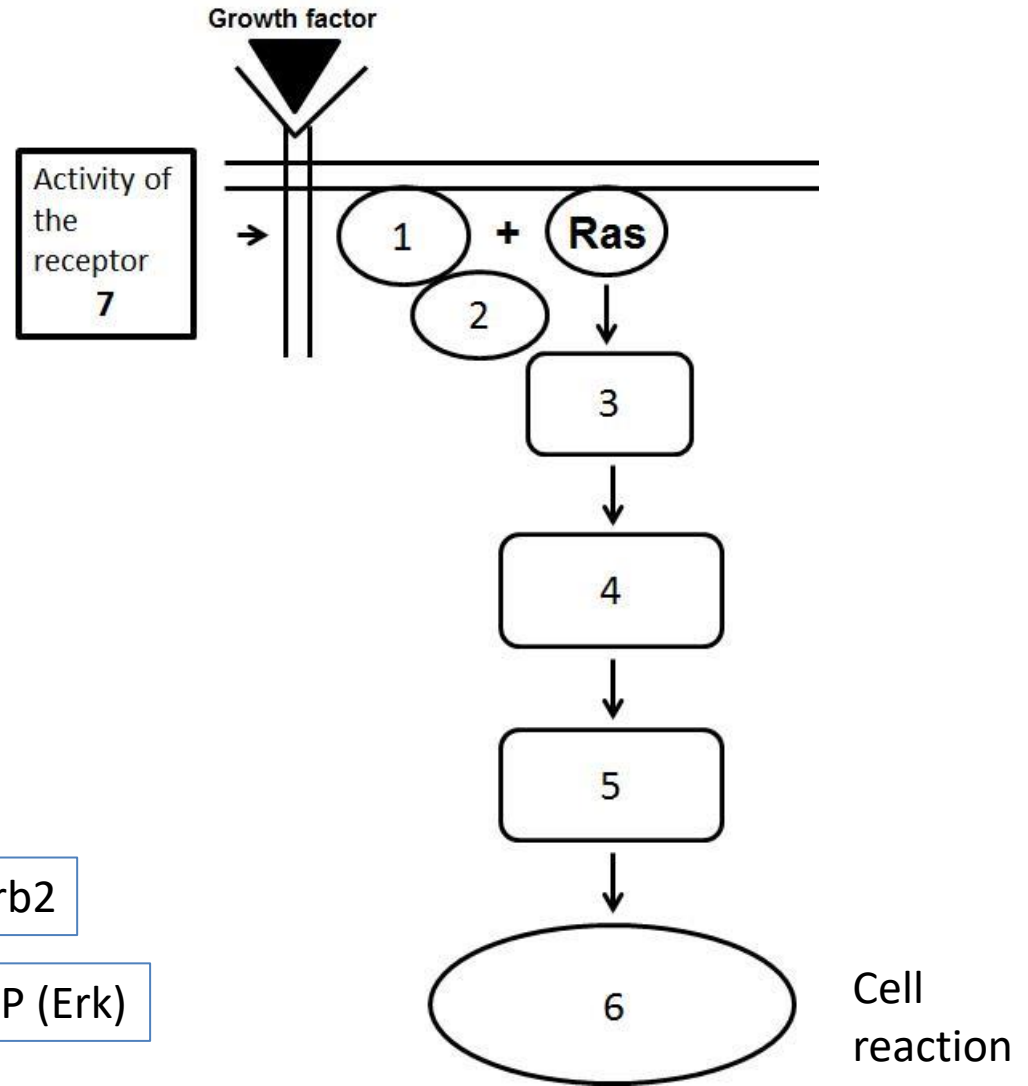 Growth factor
Activity of
the
receptor
7
1
+
Ras
2
3
4
5
rb2
P (Erk)
6
Cell
reaction